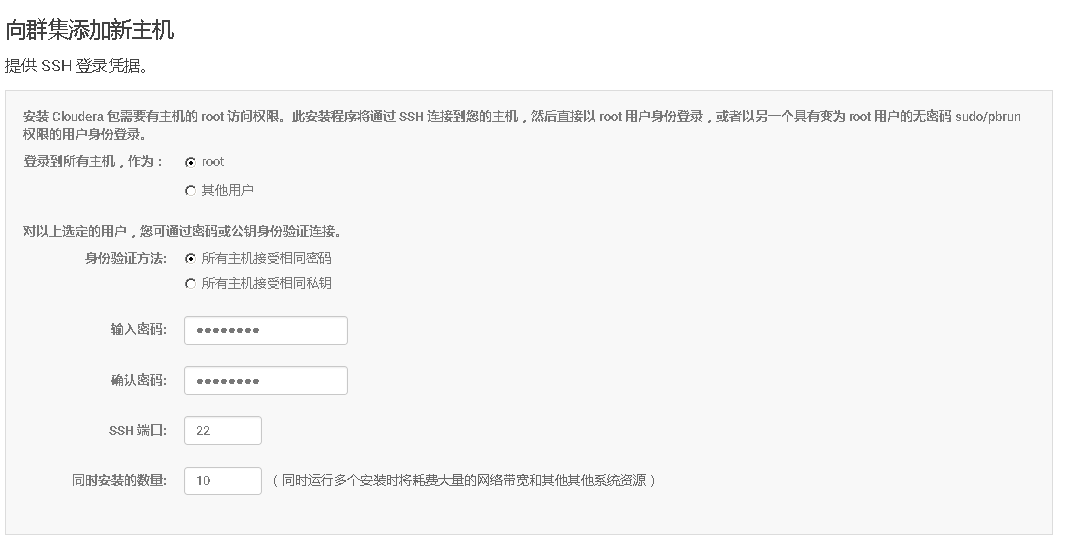 向群集添加新主机
提供 SSH 登录凭据。
安装 Cloudera 包需要有主机的 root 访问权限。此安装程序将通过 SSH 连接到您的主机，然后直接以 root 用户身份登录，或者以另一个具有变为 root 用户的无密码 sudo/pbrun
权限的用户身份登录。
登录到所有主机，作为： root
其他用户
对以上选定的用户，您可通过密码或公钥身份验证连接。
身份验证方法: 所有主机接受相同密码
所有主机接受相同私钥
输入密码: ●●●●●●●●
确认密码: ●●●●●●●●
SSH 端口: 22
同时安装的数量: 10 （同时运行多个安装时将耗费大量的网络带宽和其他其他系统资源）